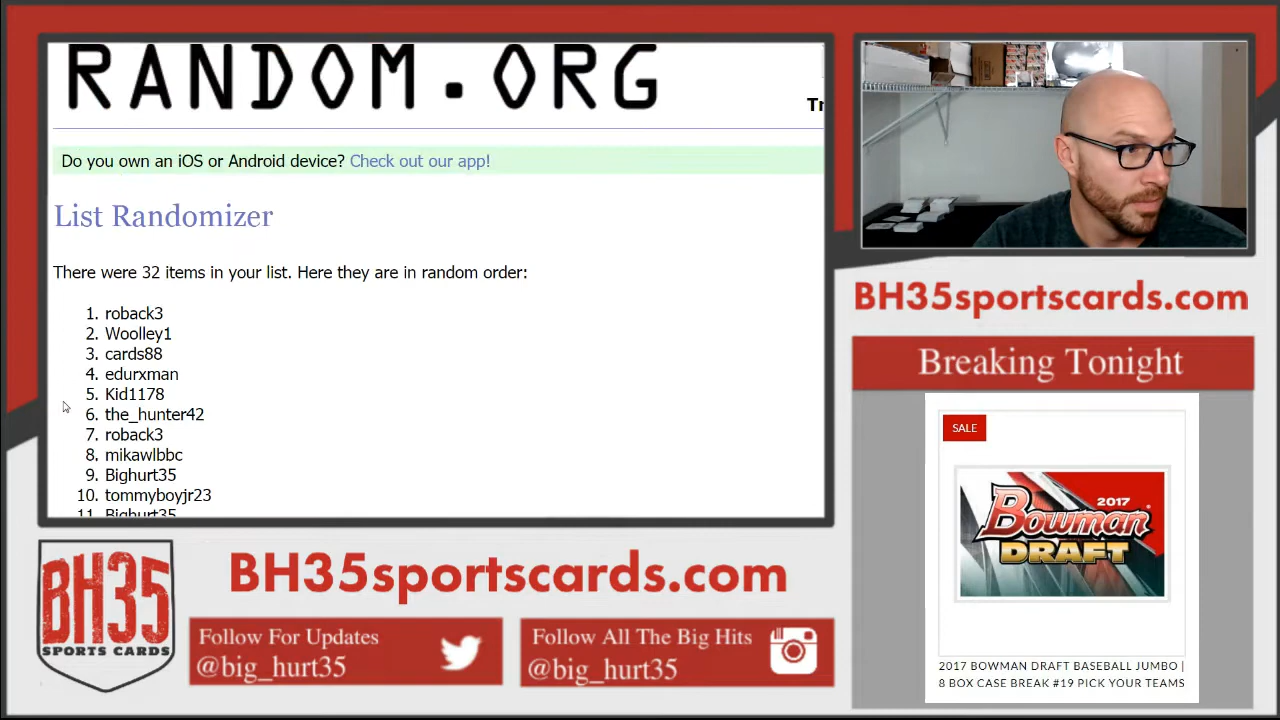 RANDOM.ORG
Do you own an iOS or Android device? Check out our app!
List Randomizer
There were 32 items in your list. Here they are in random order:
1. roback3
2. Woolley1
3. cards88
4. edurxman
5. Kid1178
6. the_hunter42
7. roback3
8. mikawlbbc
9. Bighurt35
10. tommyboyjr23
11. Bighurt35
BH35sportscards.com
Breaking Tonight
SALE
2017
Bowman
DRAFT
2017 BOWMAN DRAFT BASEBALL JUMBO |
8 BOX CASE BREAK #19 PICK YOUR TEAMS
BH35
SPORTS CARDS
BH35sportscards.com
Follow For Updates
@big_hurt35
Follow All The Big Hits
@big_hurt35